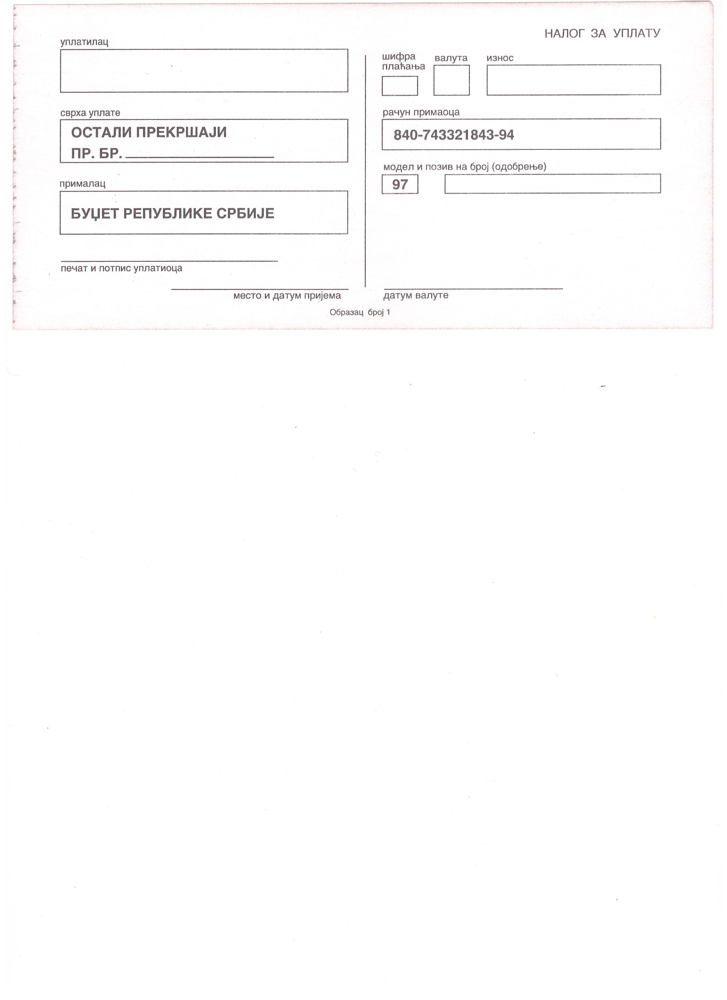 НАЛОГ ЗА УПЛАТУ
уплатилац
сврха уплате
ОСТАЛИ ПРЕКРШАЈИ
ПР. БР.
прималац
БУЏЕТ РЕПУБЛИКЕ СРБИЈЕ
печат и потпис уплатиоца
место и датум пријема
шифра
плаћања
валута
износ
рачун примаоца
840-743321843-94
модел и позив на број (одобрење)
97
датум валуте
Образац број 1